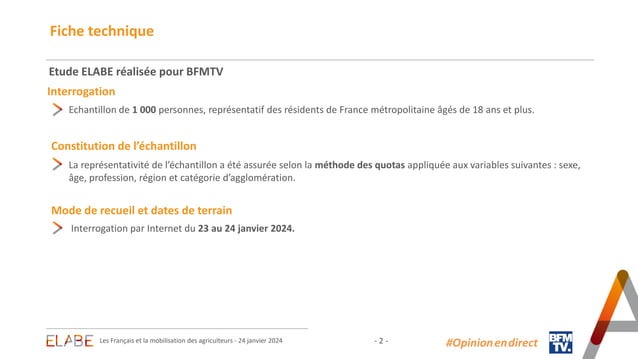 Fiche technique
Etude ELABE réalisée pour BFMTV
Interrogation
Echantillon de 1 000 personnes, représentatif des résidents de France métropolitaine âgés de 18 ans et plus.
Constitution de l’échantillon
La représentativité de l’échantillon a été assurée selon la méthode des quotas appliquée aux variables suivantes : sexe,
âge, profession, région et catégorie d’agglomération.
Mode de recueil et dates de terrain
Interrogation par Internet du 23 au 24 janvier 2024.
ELABE Les Français et la mobilisation des agriculteurs - 24 janvier 2024 - 2 - #Opinionendirect BFM
TV.